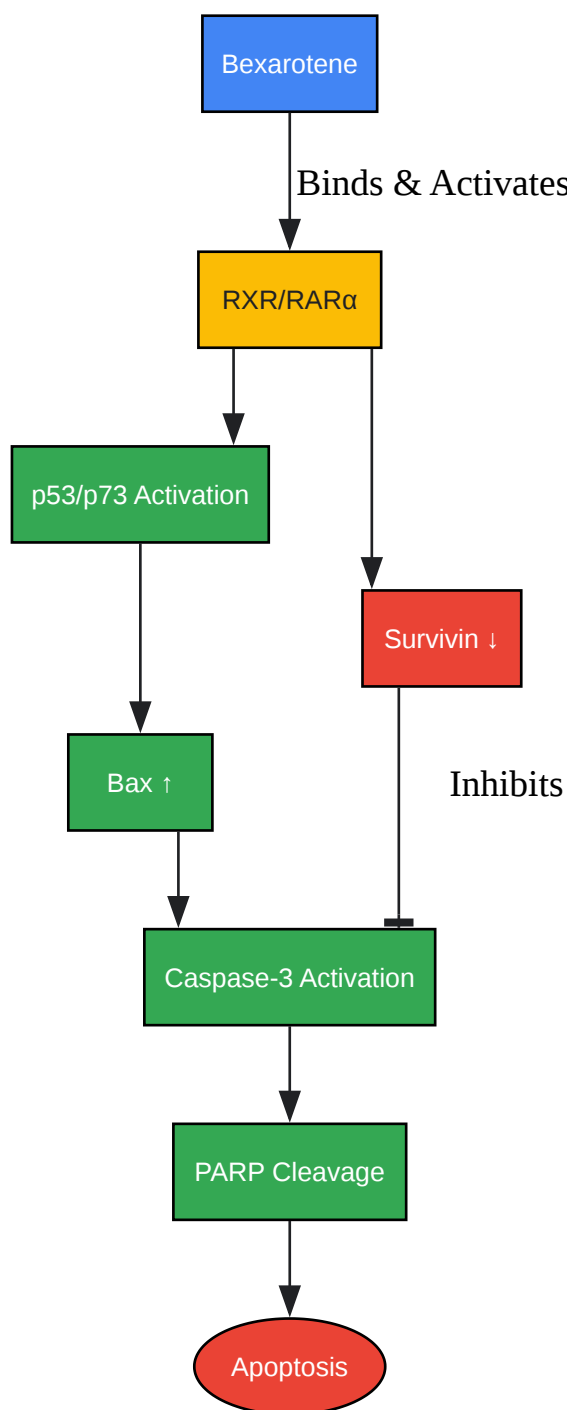 Bexarotene
Binds & Activates
RXR/RARα
p53/p73 Activation
Survivin ↓
Bax ↑
Inhibits
Caspase-3 Activation
PARP Cleavage
Apoptosis